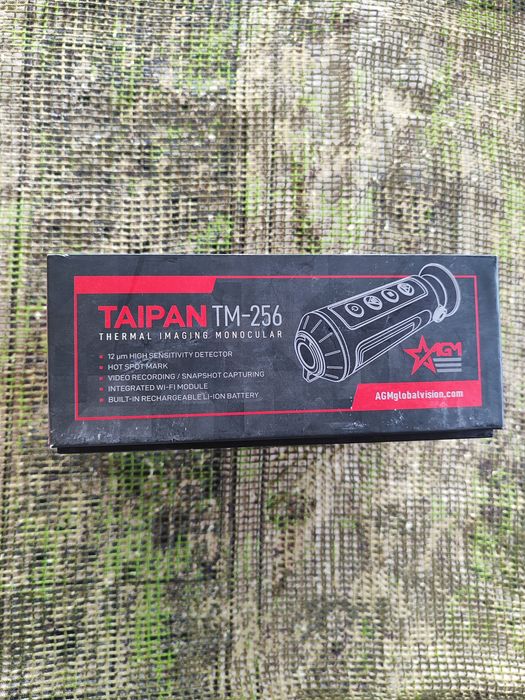 TAIPAN TM-256
THERMAL IMAGING MONOCULAR
12 µm HIGH SENSITIVITY DETECTOR
HOT SPOT MARK
VIDEO RECORDING / SNAPSHOT CAPTURING
INTEGRATED WI-FI MODULE
BUILT-IN RECHARGEABLE LI-ION BATTERY
AGM
AGMglobalvision.com